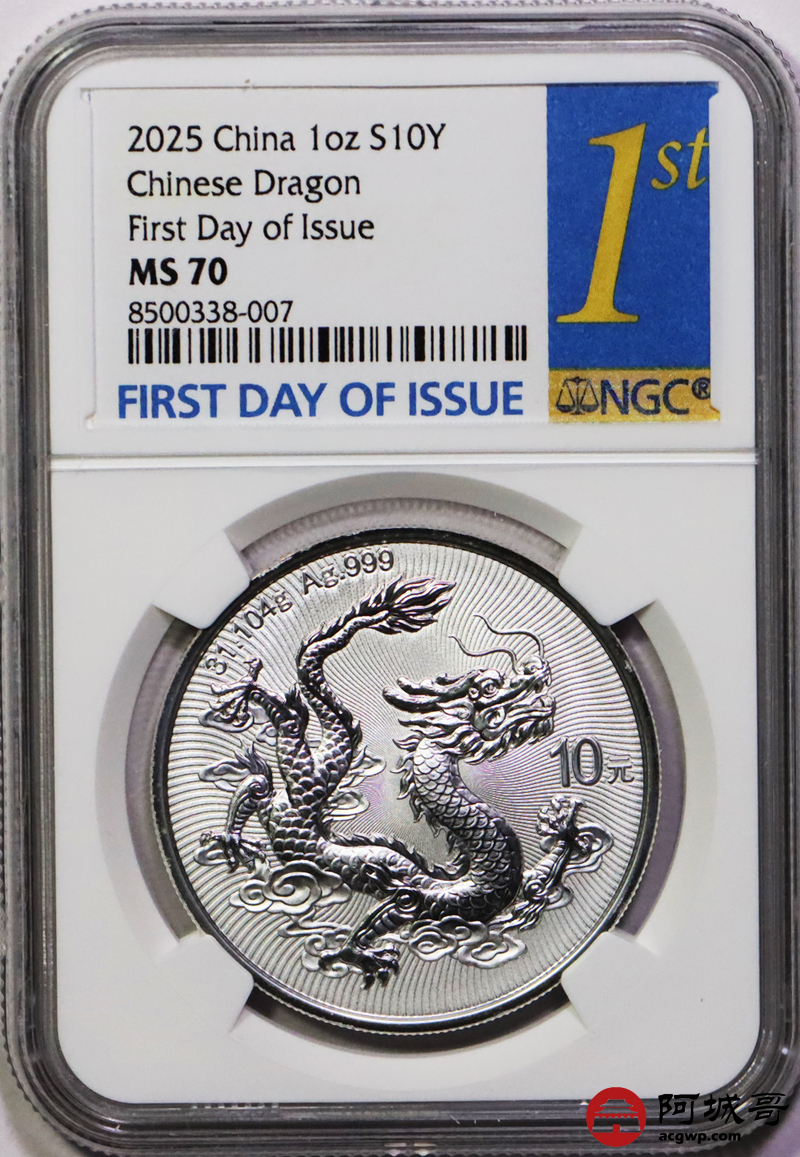 2025 China 1oz S10Y
Chinese Dragon
First Day of Issue
MS 70
8500338-007
FIRST DAY OF ISSUE
1st
NGC®
31.104g Ag.999
10元
阿城哥
acgwp.com